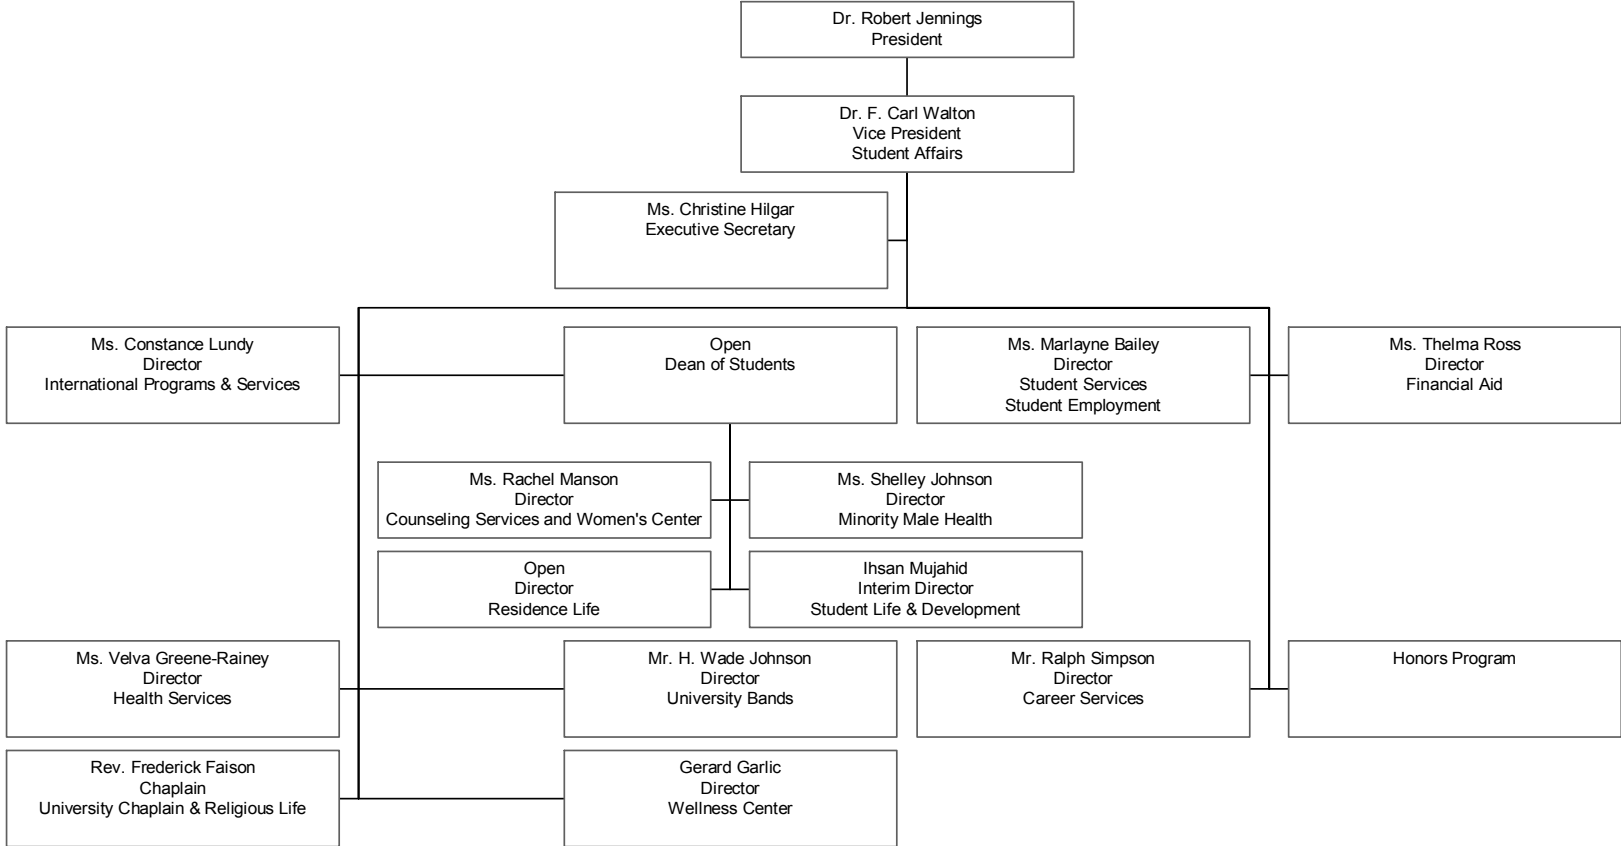 Dr. Robert Jennings
President
Dr. F. Carl Walton
Vice President
Student Affairs
Ms. Christine Hilgar
Executive Secretary
Ms. Constance Lundy
Director
International Programs & Services
Open
Dean of Students
Ms. Marlayne Bailey
Director
Student Services
Student Employment
Ms. Thelma Ross
Director
Financial Aid
Ms. Rachel Manson
Director
Counseling Services and Women's Center
Ms. Shelley Johnson
Director
Minority Male Health
Open
Director
Residence Life
Ihsan Mujahid
Interim Director
Student Life & Development
Ms. Velva Greene-Rainey
Director
Health Services
Mr. H. Wade Johnson
Director
University Bands
Mr. Ralph Simpson
Director
Career Services
Honors Program
Rev. Frederick Faison
Chaplain
University Chaplain & Religious Life
Gerard Garlic
Director
Wellness Center